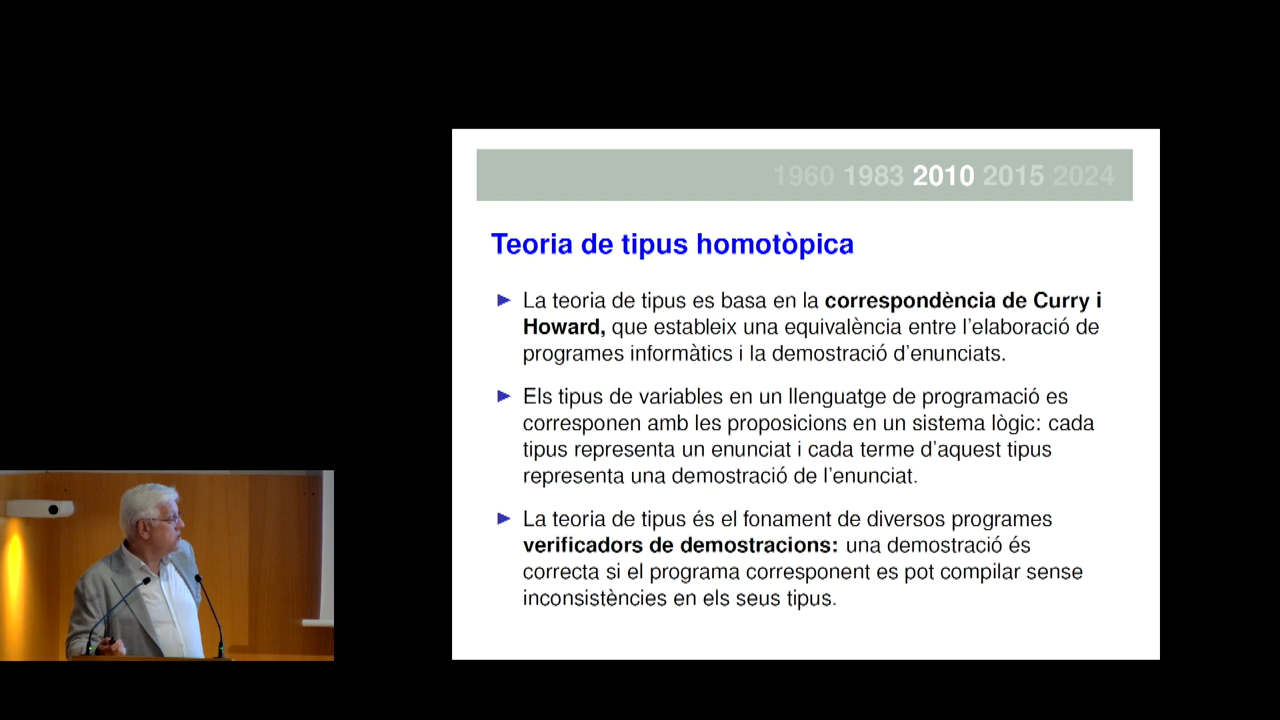 1960 1983 2010 2015 2024
Teoria de tipus homotòpica
La teoria de tipus es basa en la correspondència de Curry i
Howard, que estableix una equivalència entre l'elaboració de
programes informàtics i la demostració d'enunciats.
Els tipus de variables en un llenguatge de programació es
corresponen amb les proposicions en un sistema lògic: cada
tipus representa un enunciat i cada terme d'aquest tipus
representa una demostració de l'enunciat.
La teoria de tipus és el fonament de diversos programes
verificadors de demostracions: una demostració és
correcta si el programa corresponent es pot compilar sense
inconsistències en els seus tipus.